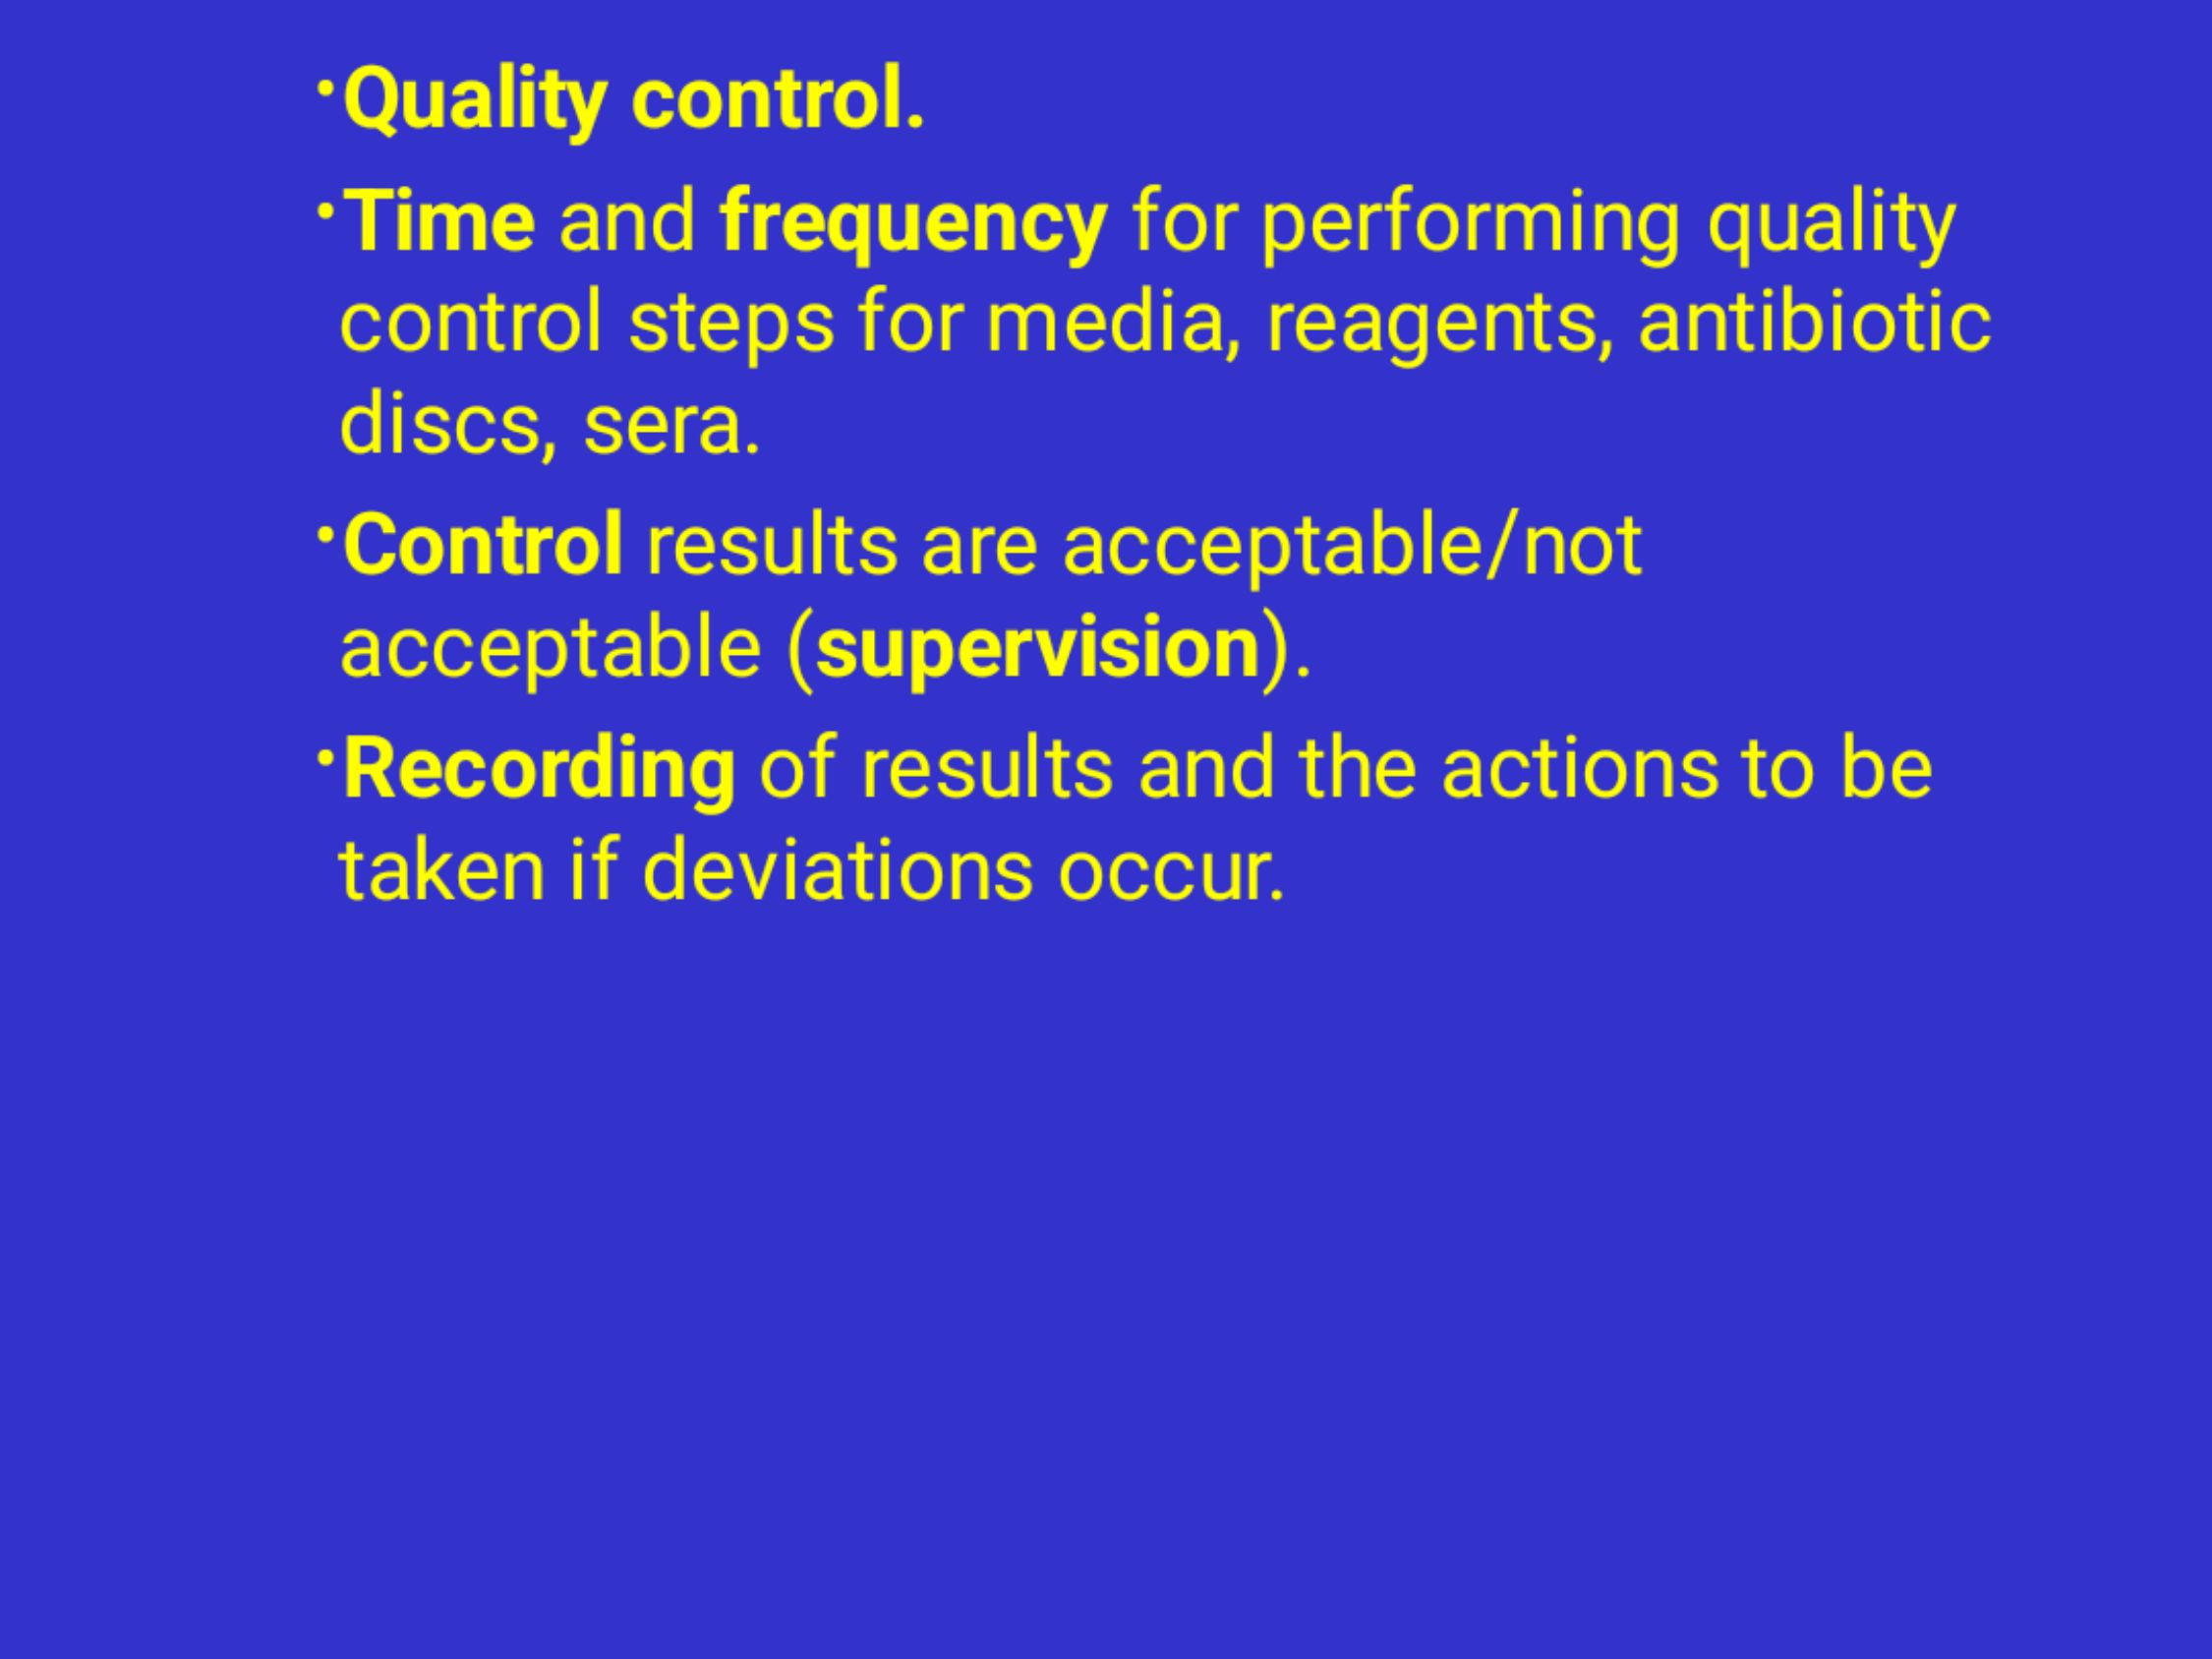 •Quality control.
•Time and frequency for performing quality
control steps for media, reagents, antibiotic
discs, sera.
•Control results are acceptable/not
acceptable (supervision).
•Recording of results and the actions to be
taken if deviations occur.